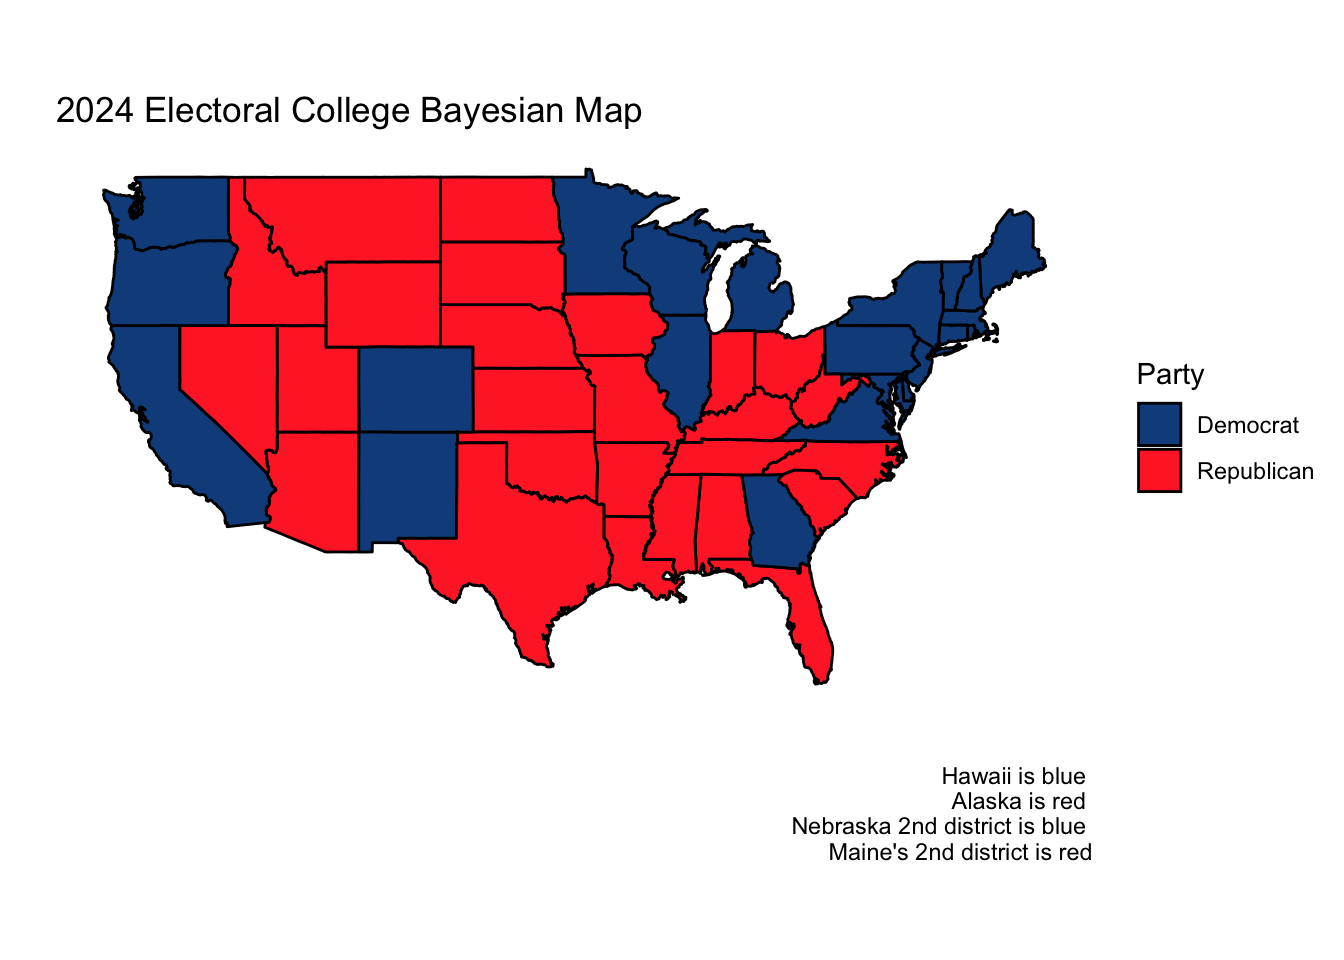 2024 Electoral College Bayesian Map
Party
Democrat
Republican
Hawaii is blue
Alaska is red
Nebraska 2nd district is blue
Maine's 2nd district is red